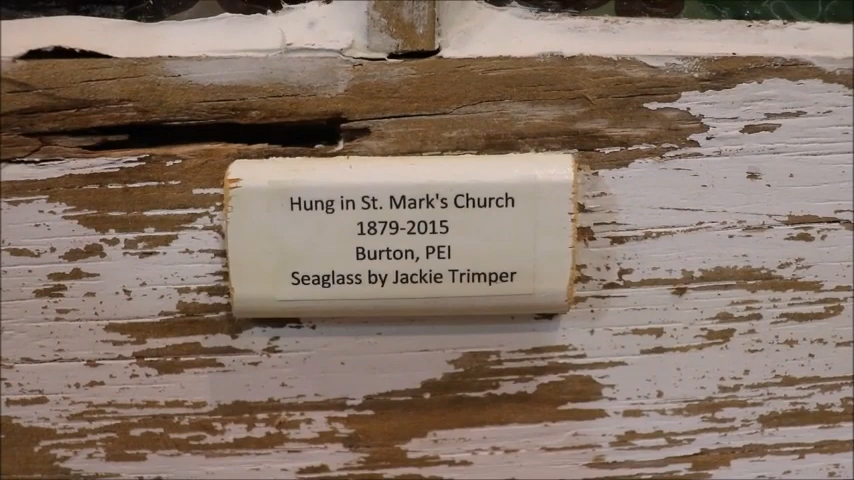 Hung in St. Mark's Church
1879-2015
Burton, PEI
Seaglass by Jackie Trimper